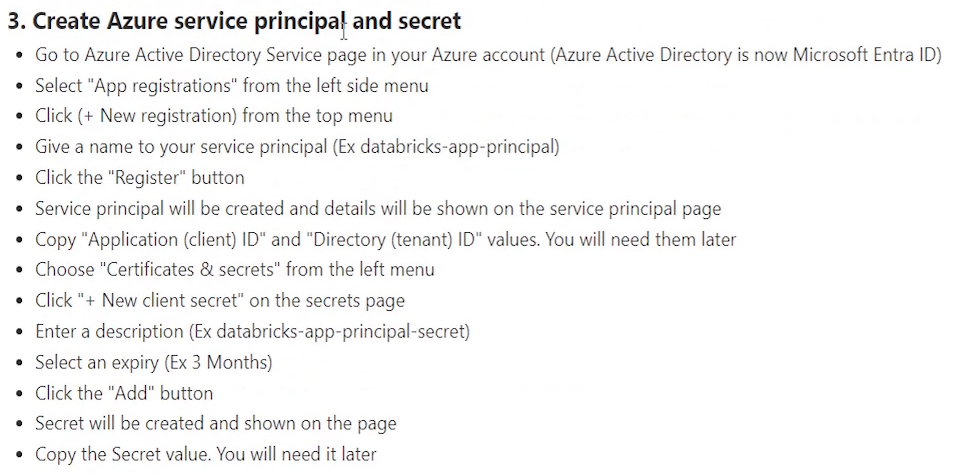 3. Create Azure service principal and secret
• Go to Azure Active Directory Service page in your Azure account (Azure Active Directory is now Microsoft Entra ID)
• Select "App registrations" from the left side menu
• Click (+ New registration) from the top menu
• Give a name to your service principal (Ex databricks-app-principal)
• Click the "Register" button
• Service principal will be created and details will be shown on the service principal page
• Copy "Application (client) ID" and "Directory (tenant) ID" values. You will need them later
• Choose "Certificates & secrets" from the left menu
• Click "+ New client secret" on the secrets page
• Enter a description (Ex databricks-app-principal-secret)
• Select an expiry (Ex 3 Months)
• Click the "Add" button
• Secret will be created and shown on the page
• Copy the Secret value. You will need it later